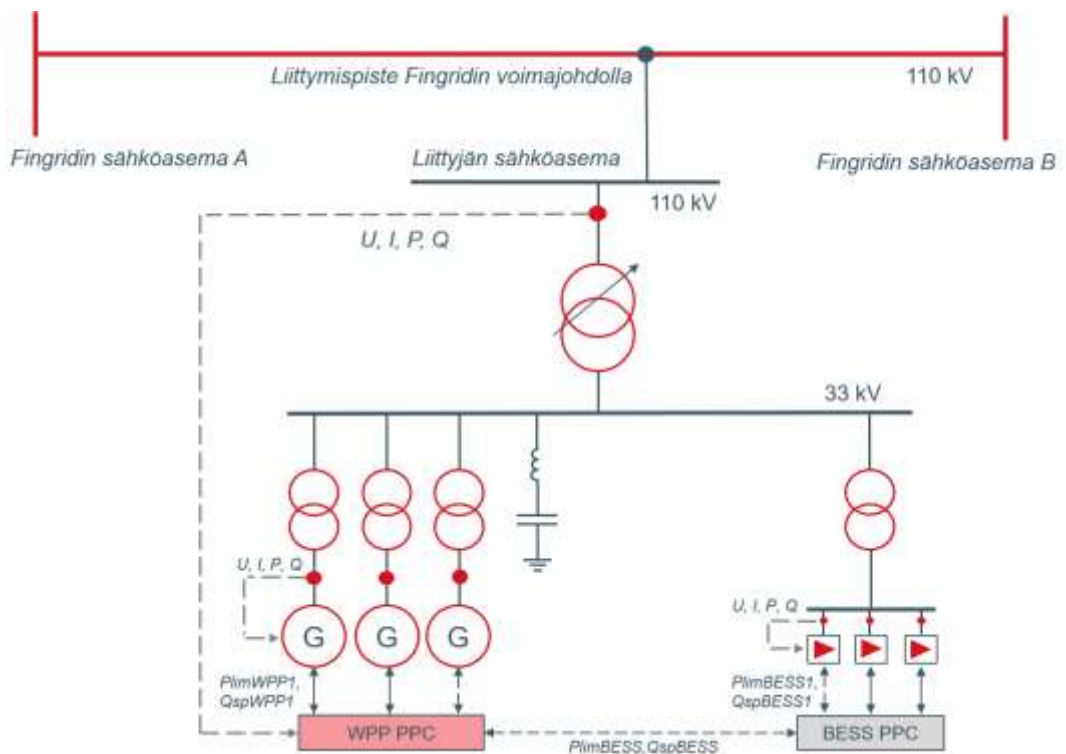 Liittymispiste Fingridin voimajohdolla
110 kV
Fingridin sähköasema A
Liittyjän sähköasema
Fingridin sähköasema B
110 kV
U, I, P, Q
33 kV
U, I, P, Q
G
G
G
U, I, P, Q
PlimWPP1,
QspWPP1
PlimBESS1,
QspBESS1
WPP PPC
PlimBESS,QspBESS
BESS PPC